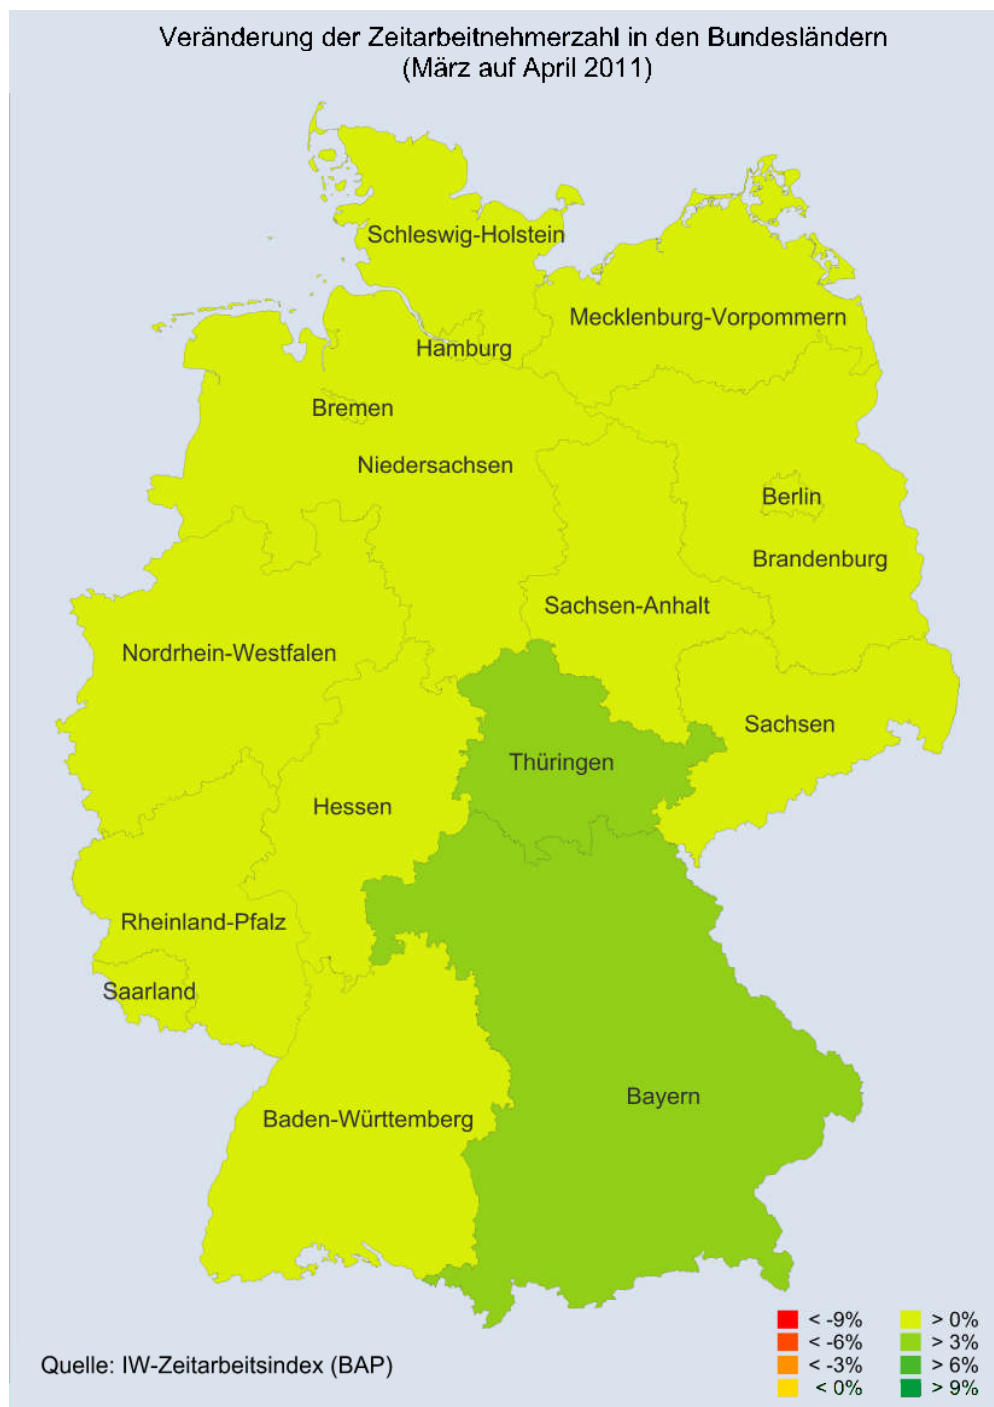 Veränderung der Zeitarbeitnehmerzahl in den Bundesländern
(März auf April 2011)
Schleswig-Holstein
Mecklenburg-Vorpommern
Hamburg
Bremen
Niedersachsen
Berlin
Brandenburg
Sachsen-Anhalt
Nordrhein-Westfalen
Sachsen
Thüringen
Hessen
Rheinland-Pfalz
Saarland
Bayern
Baden-Württemberg
< -9% > 0%
< -6% > 3%
< -3% > 6%
< 0% > 9%
Quelle: IW-Zeitarbeitsindex (BAP)